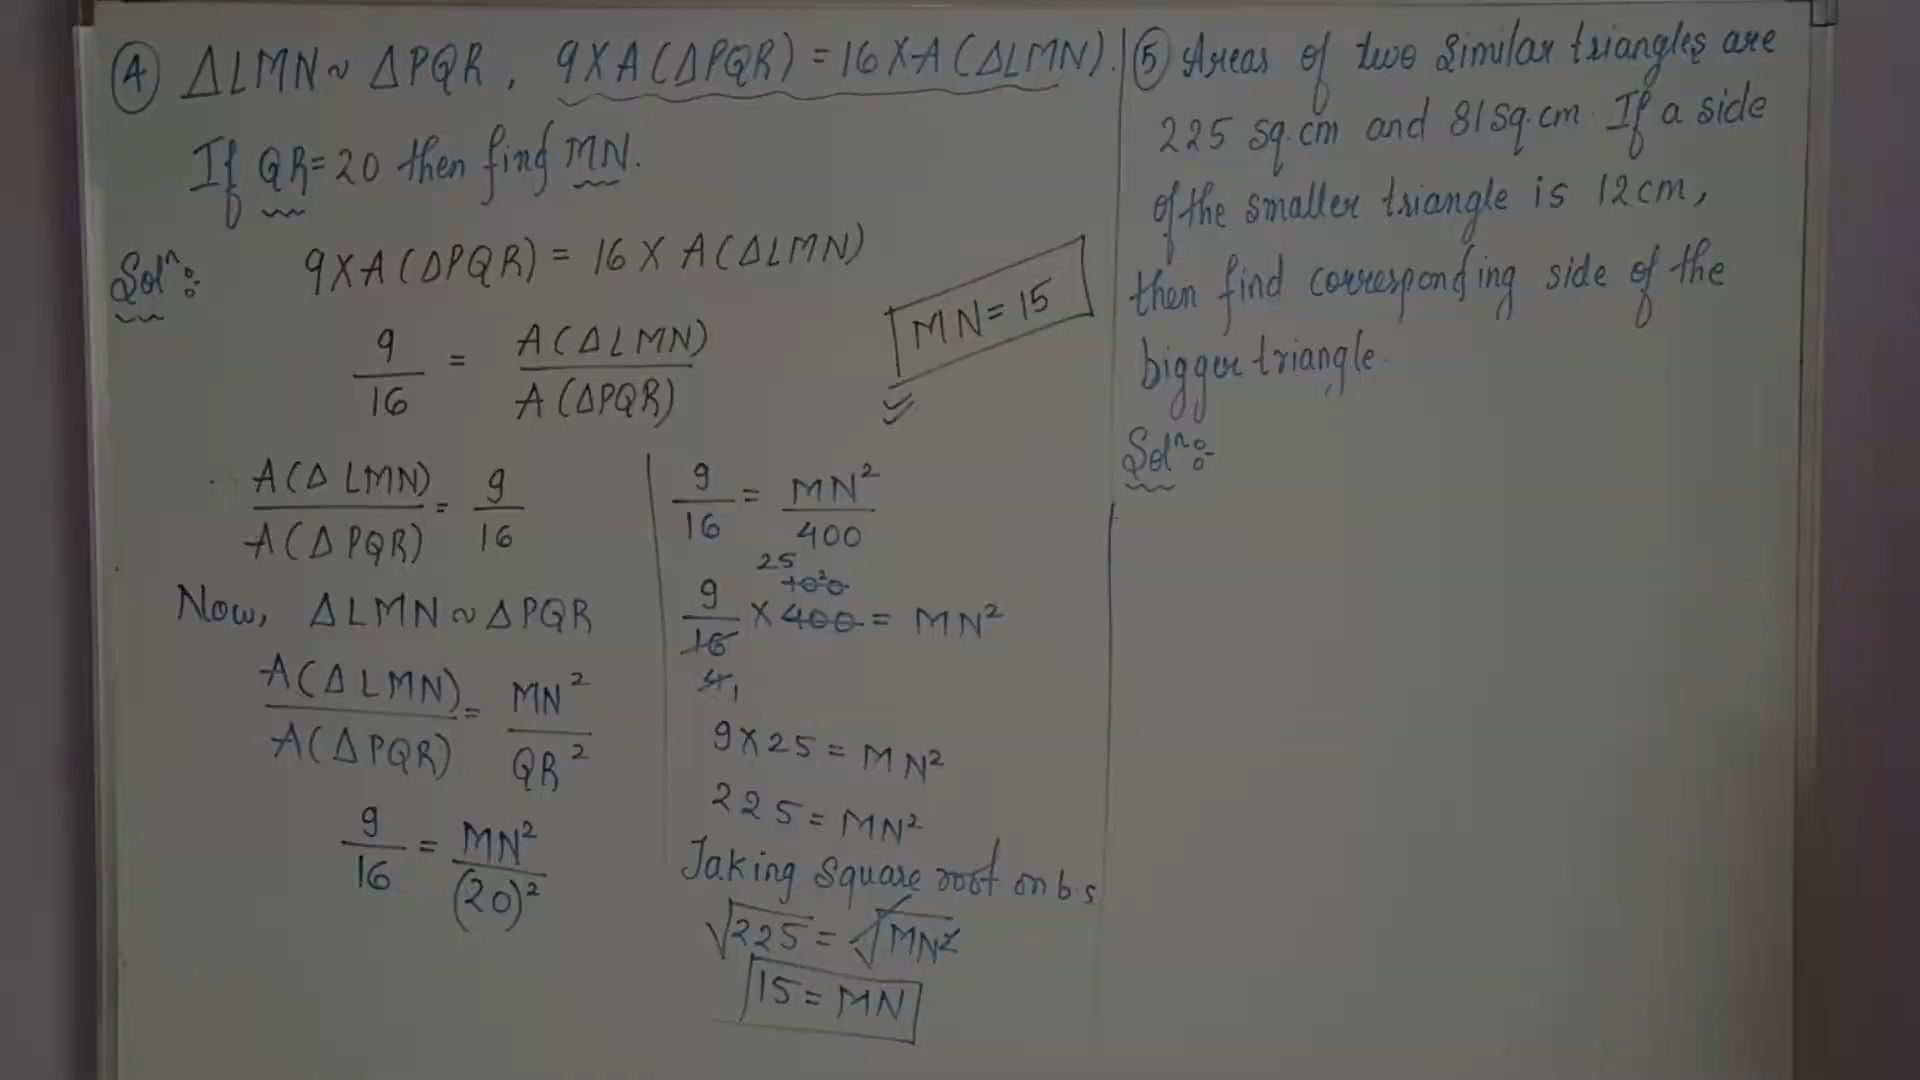 ④ ΔLMN ~ ΔPQR, 9×A(ΔPQR) = 16×A(ΔLMN).
If QR=20 then find MN.
Solⁿ:
9×A(ΔPQR) = 16×A(ΔLMN)
9/16 = A(ΔLMN)/A(ΔPQR)
MN=15
A(ΔLMN)/A(ΔPQR) = 9/16
Now, ΔLMN ~ ΔPQR
A(ΔLMN)/A(ΔPQR) = MN²/QR²
9/16 = MN²/(20)²
9/16 = MN²/400
25
100
9/16 × 400 = MN²
4 1
9×25 = MN²
225 = MN²
Taking square root on b.s
√225 = √MN²
15 = MN
⑤ Areas of two similar triangles are
225 sq.cm and 81sq.cm. If a side
of the smaller triangle is 12cm,
then find corresponding side of the
bigger triangle.
Solⁿ:-